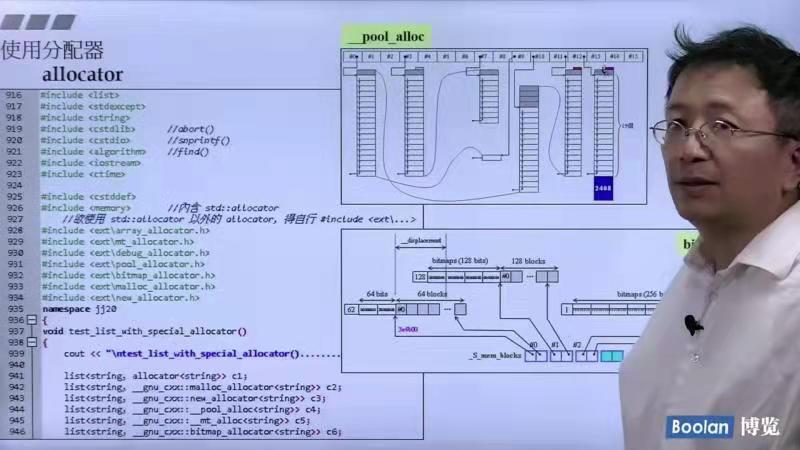 使用分配器
allocator
916 #include <list>
917 #include <stdexcept>
918 #include <string>
919 #include <cstdlib> //abort()
920 #include <cstdio> //snprintf()
921 #include <algorithm> //find()
922 #include <iostream>
923 #include <ctime>
924
925 #include <cstddef>
926 #include <memory> //內含 std::allocator
927 //欲使用 std::allocator 以外的 allocator, 得自行 #include <ext\...>
928 #include <ext\array_allocator.h>
929 #include <ext\mt_allocator.h>
930 #include <ext\debug_allocator.h>
931 #include <ext\pool_allocator.h>
932 #include <ext\bitmap_allocator.h>
933 #include <ext\malloc_allocator.h>
934 #include <ext\new_allocator.h>
935 namespace jj20
936 {
937 void test_list_with_special_allocator()
938 {
939 cout << "\ntest_list_with_special_allocator()..........
940
941 list<string, allocator<string>> c1;
942 list<string, __gnu_cxx::malloc_allocator<string>> c2;
943 list<string, __gnu_cxx::new_allocator<string>> c3;
944 list<string, __gnu_cxx::__pool_alloc<string>> c4;
945 list<string, __gnu_cxx::__mt_alloc<string>> c5;
946 list<string, __gnu_cxx::bitmap_allocator<string>> c6;
__pool_alloc
#0 #1 #2 #3 #4 #5 #6 #7 #8 #9 #10 #11 #12 #13 #14 #15
2408
bi
__displacement
bitmaps (128 bits) 128 blocks
128 #0
64 bits 64 blocks
62 #0
bitmaps (256 b
1
_S_mem_blocks
#0 #1 #2
Boolan 博览